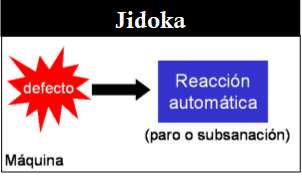 Jidoka
defecto
Reacción
automática
(paro o subsanación)
Máquina